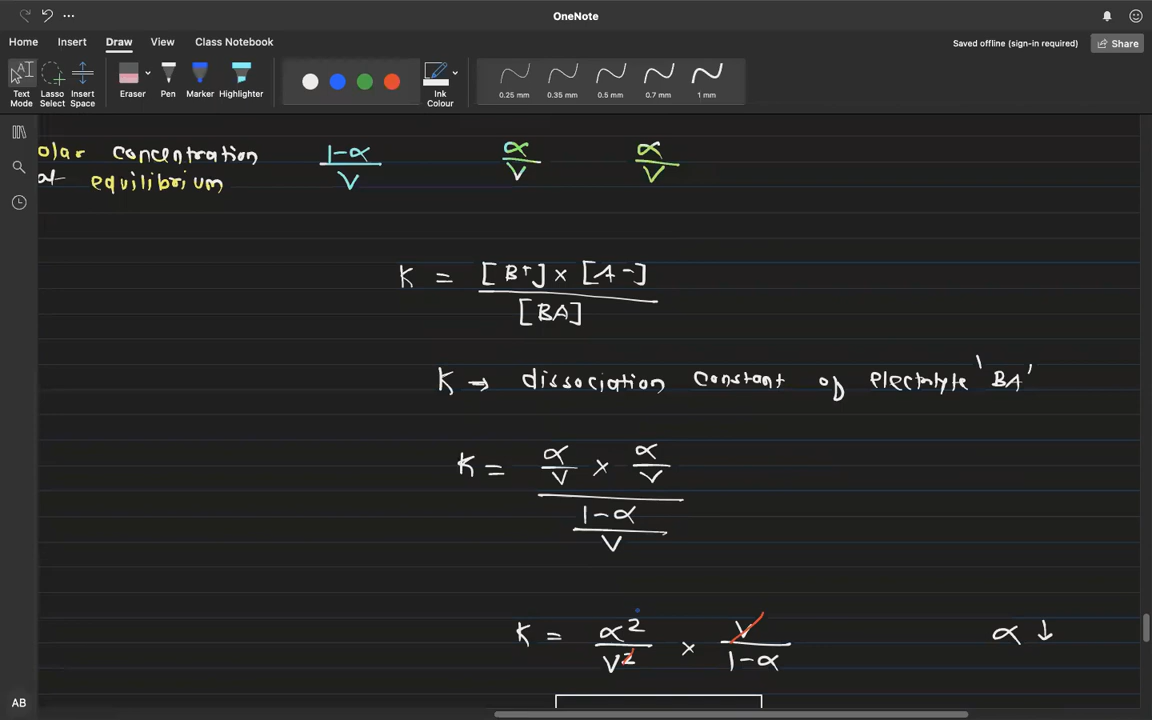 OneNote
Home Insert Draw View Class Notebook
Saved offline (sign-in required) Share
Text Mode Lasso Select Insert Space Eraser Pen Marker Highlighter Ink Colour 0.25 mm 0.35 mm 0.5 mm 0.7 mm 1 mm
olar concentration 1-α/V α/V α/V
at equilibrium
K = [B+] × [A-] / [BA]
K → dissociation constant of electrolyte 'BA'
K = α/V × α/V / 1-α/V
K = α²/V² × V/1-α α ↓
AB